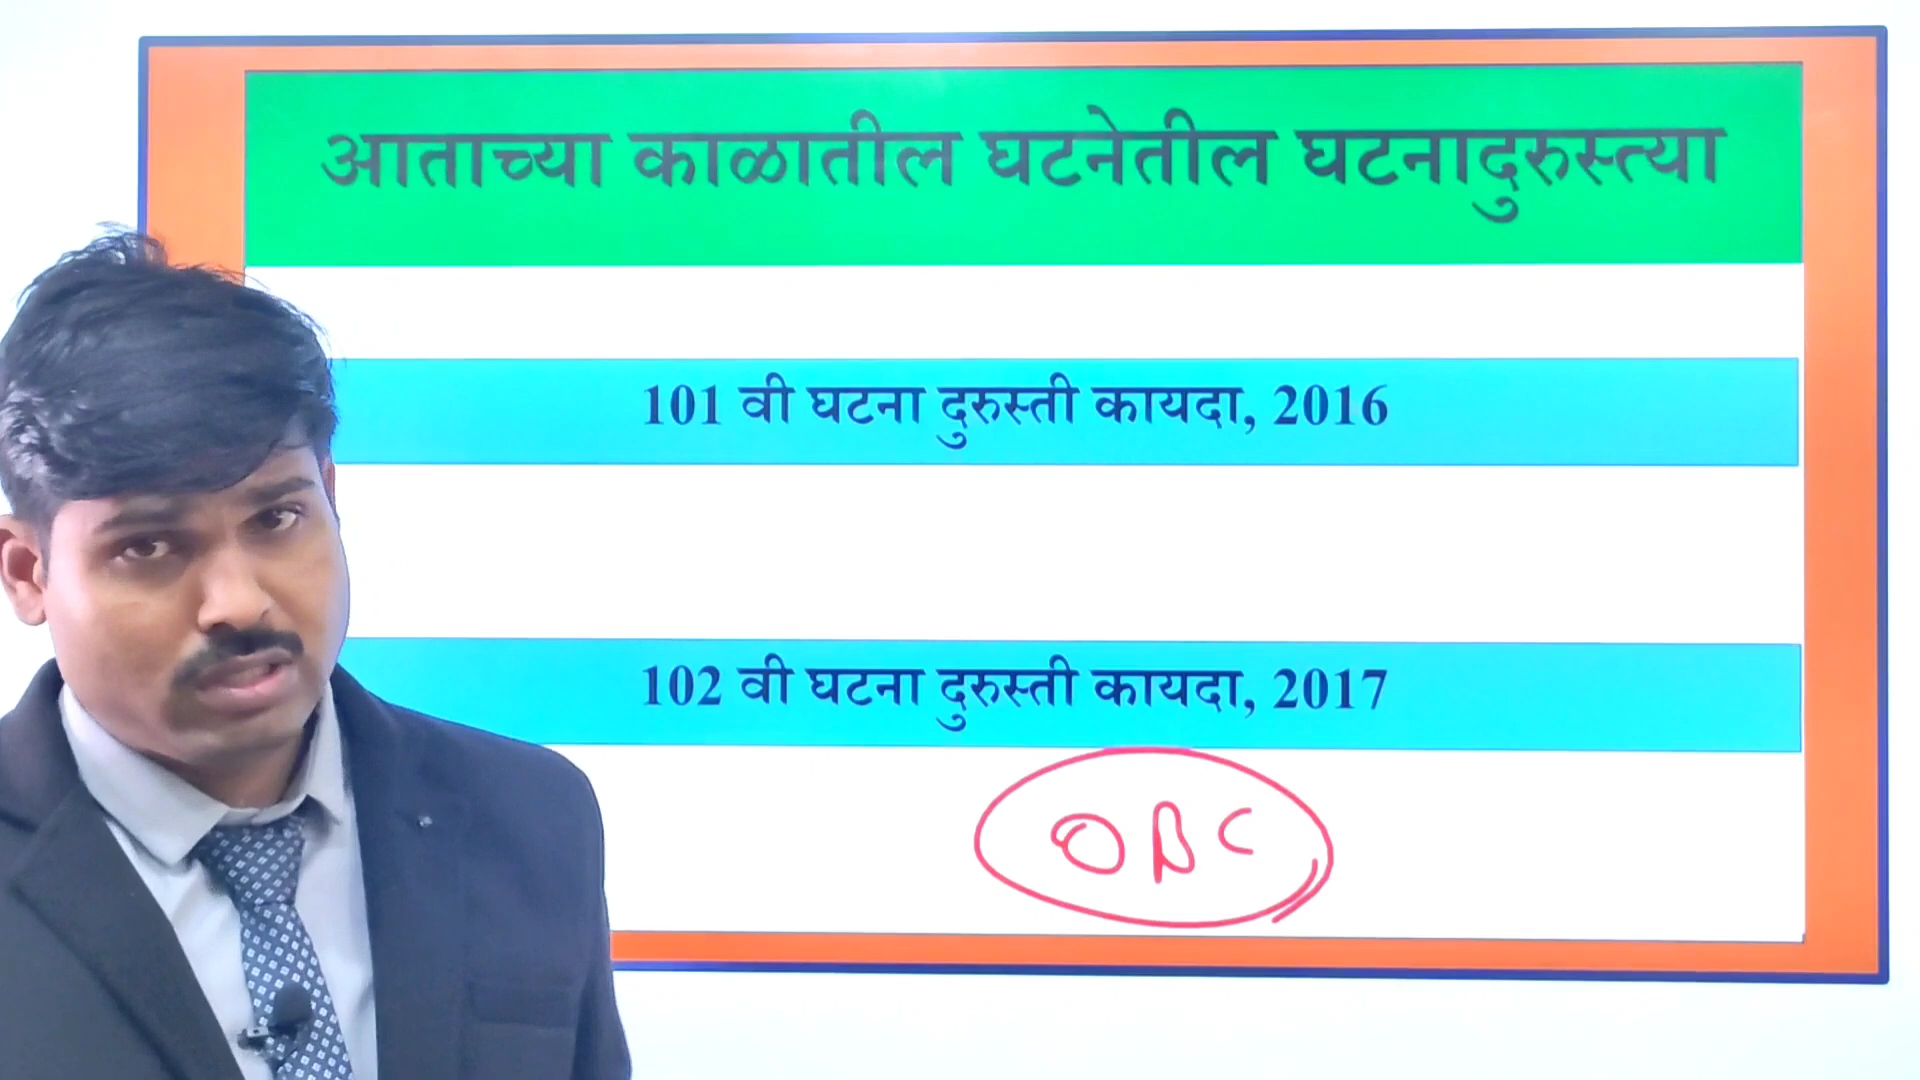 आताच्या काळातील घटनेतील घटनादुरुस्त्या
101 वी घटना दुरुस्ती कायदा, 2016
102 वी घटना दुरुस्ती कायदा, 2017
OBC